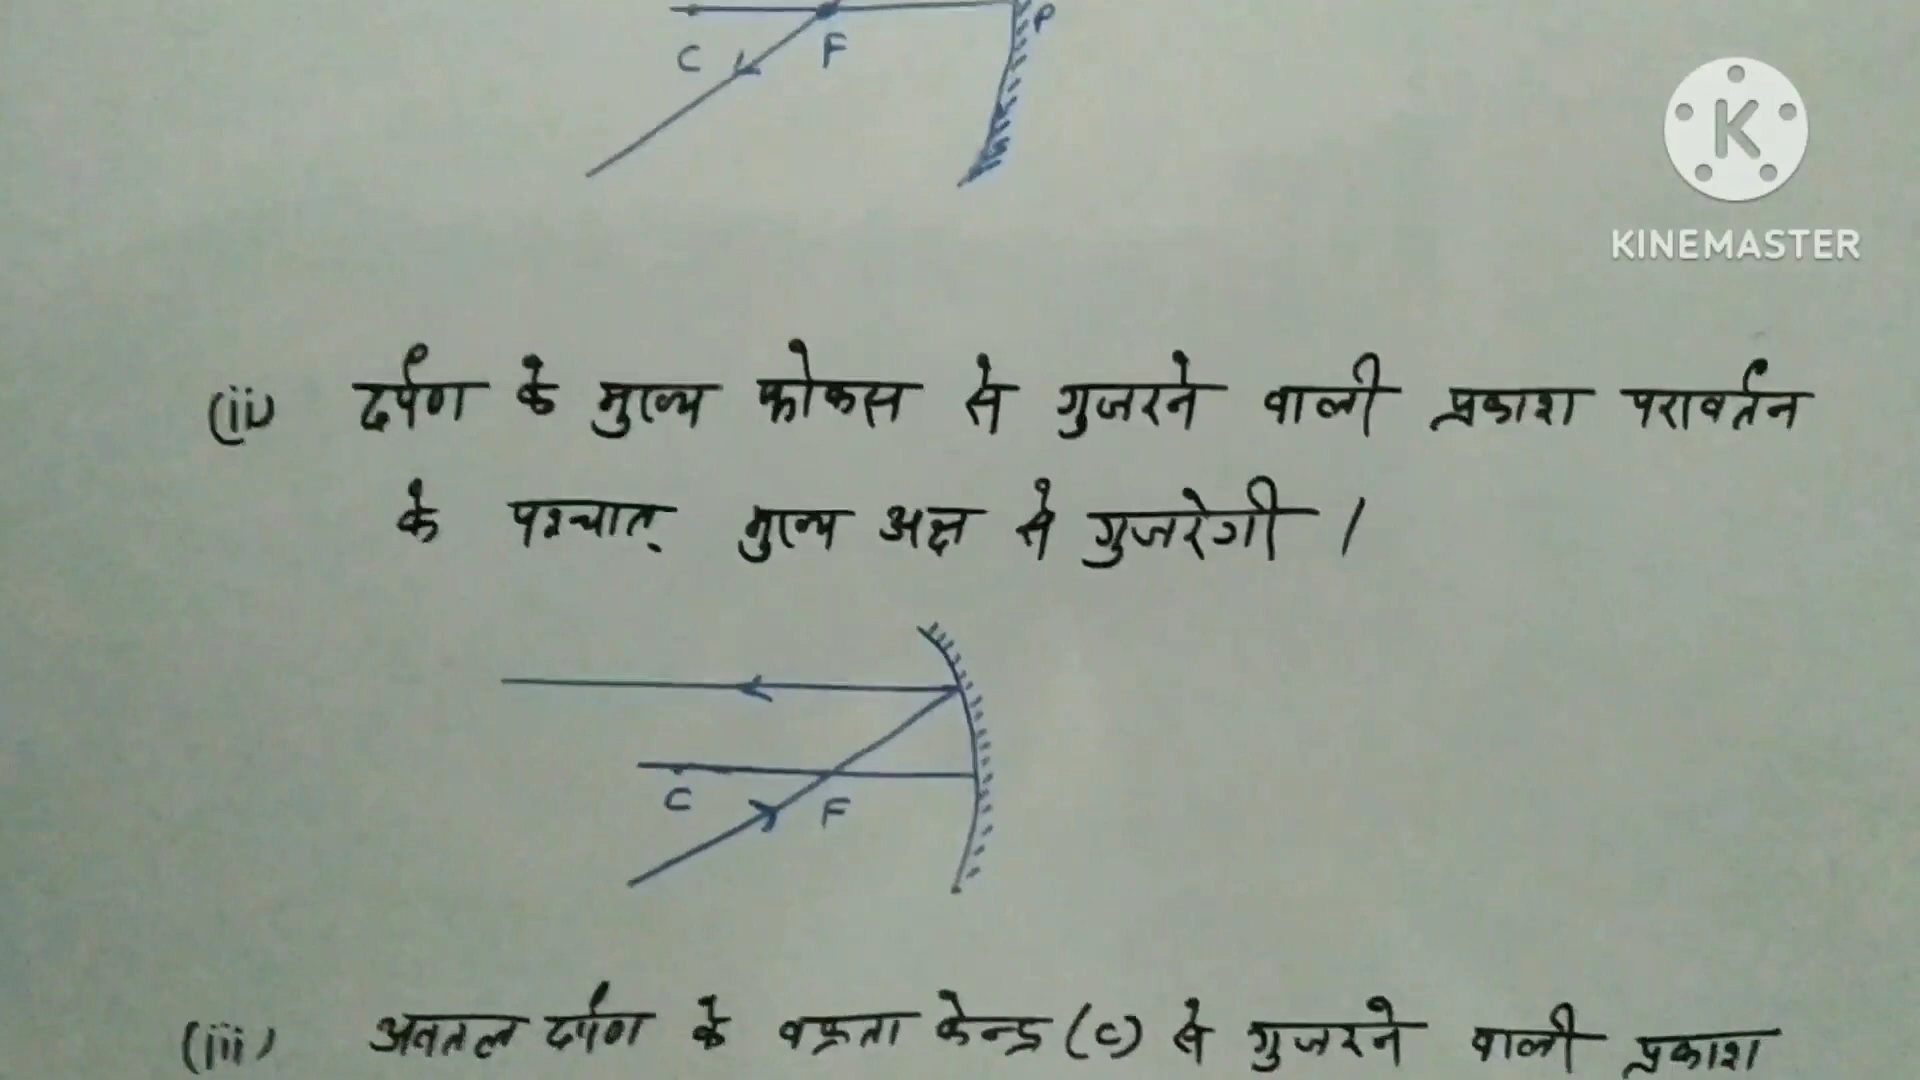 C F P
K
KINEMASTER
(ii) दर्पण के मुख्य फोकस से गुजरने वाली प्रकाश परावर्तन
के पश्चात् मुख्य अक्ष से गुजरेगी ।
C F
(iii) अवतल दर्पण के वक्रता केन्द्र (C) से गुजरने वाली प्रकाश